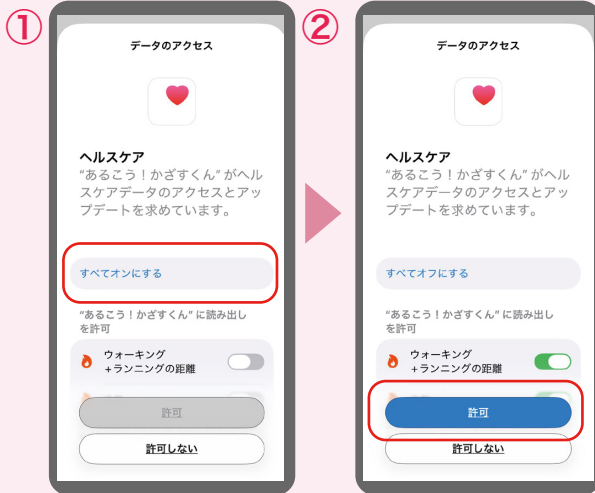 ①
データのアクセス
ヘルスケア
“あるこう！かざすくん” がヘル
スケアデータのアクセスとアッ
プデートを求めています。
すべてオンにする
“あるこう！かざすくん” に読み出し
を許可
ウォーキング
+ランニングの距離
許可
許可しない
②
データのアクセス
ヘルスケア
“あるこう！かざすくん” がヘル
スケアデータのアクセスとアッ
プデートを求めています。
すべてオフにする
“あるこう！かざすくん” に読み出し
を許可
ウォーキング
+ランニングの距離
許可
許可しない